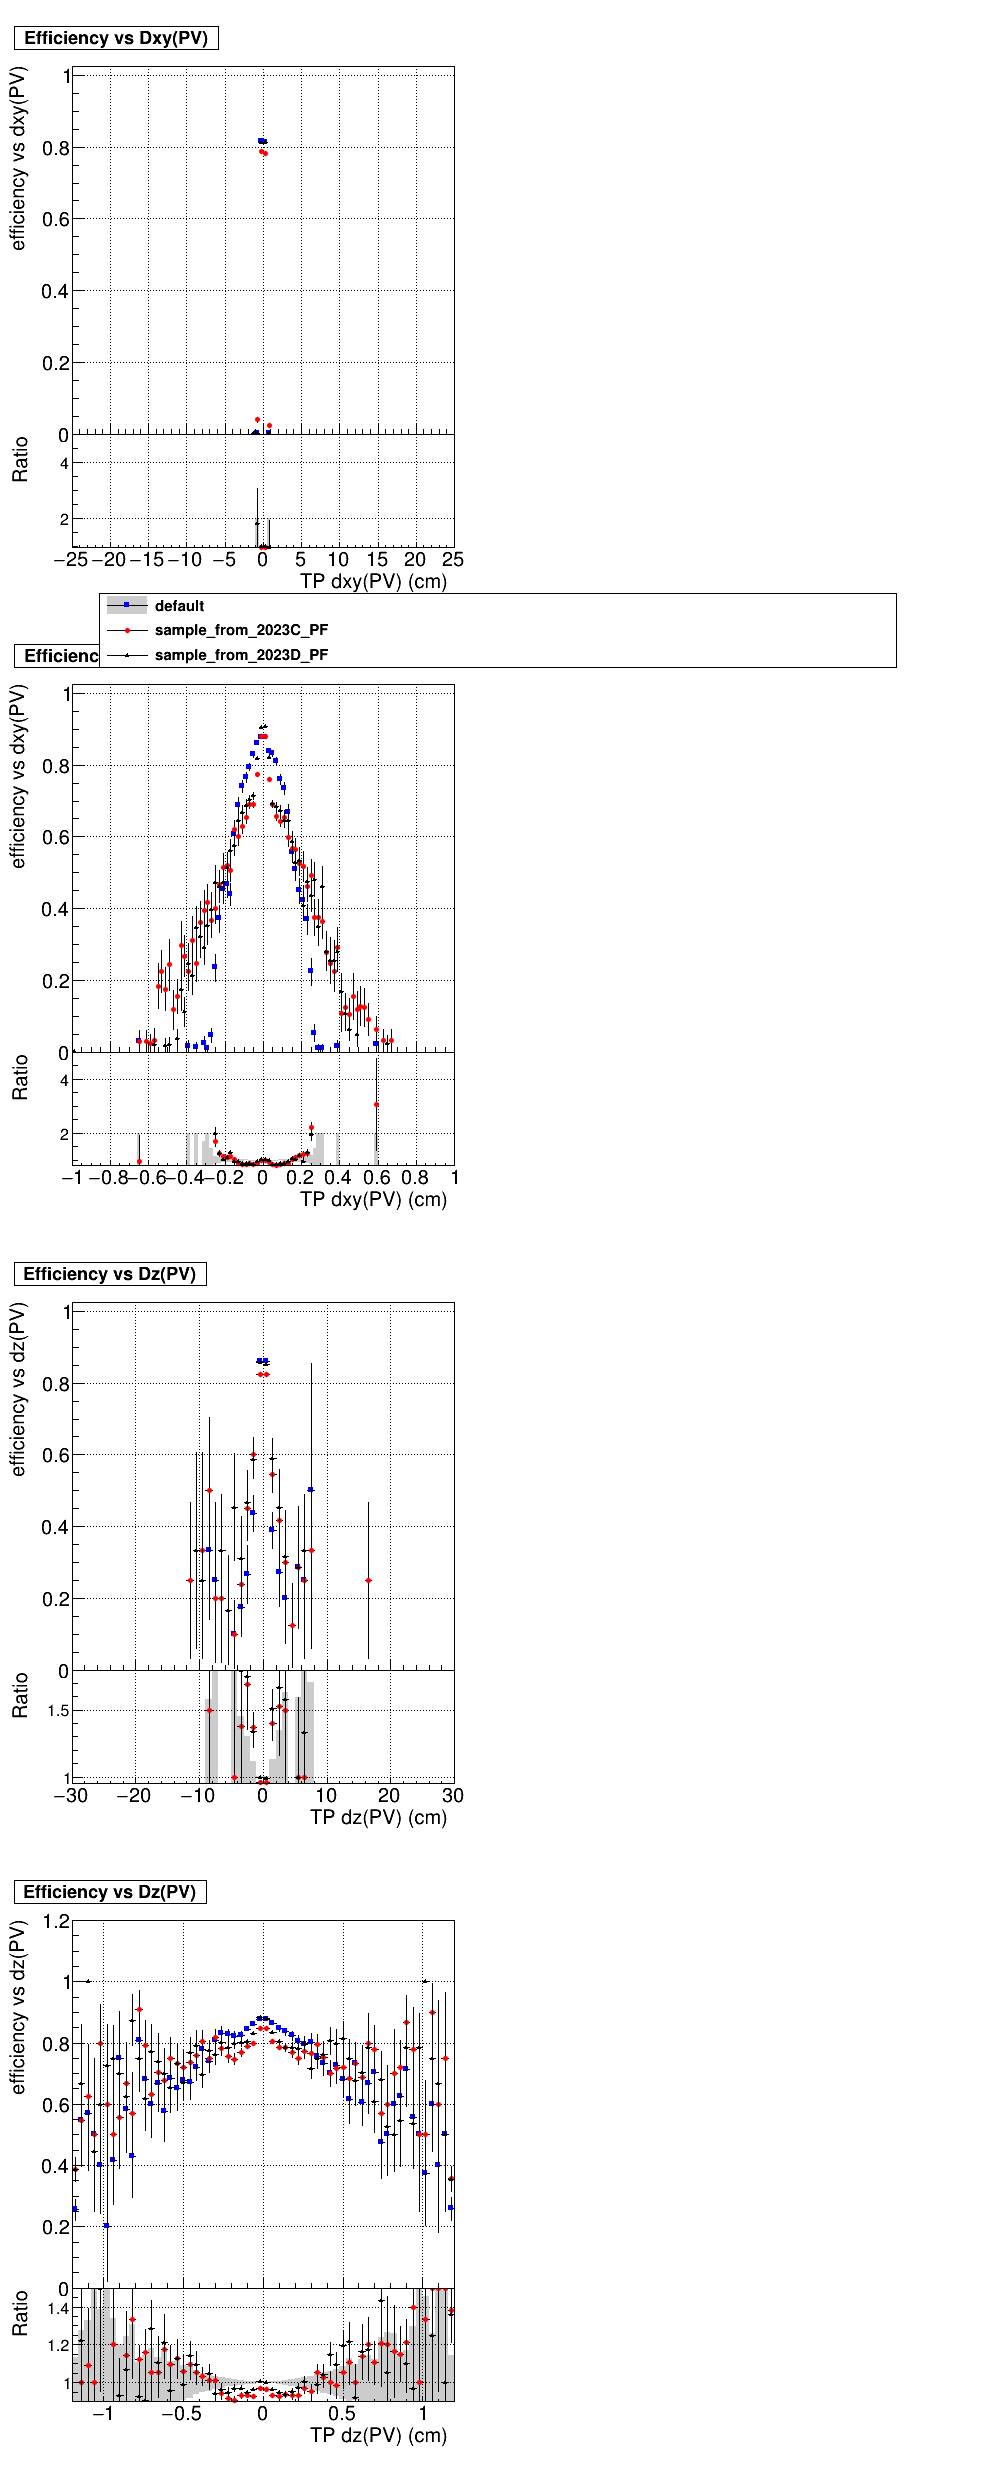 Efficiency vs Dxy(PV)
efficiency vs dxy(PV)
1
0.8
0.6
0.4
0.2
0
Ratio
4
2
−25 −20 −15 −10 −5 0 5 10 15 20 25
TP dxy(PV) (cm)
default
sample_from_2023C_PF
sample_from_2023D_PF
Efficienc
efficiency vs dxy(PV)
1
0.8
0.6
0.4
0.2
0
Ratio
4
2
−1 −0.8 −0.6 −0.4 −0.2 0 0.2 0.4 0.6 0.8 1
TP dxy(PV) (cm)
Efficiency vs Dz(PV)
efficiency vs dz(PV)
1
0.8
0.6
0.4
0.2
0
Ratio
1.5
1
−30 −20 −10 0 10 20 30
TP dz(PV) (cm)
Efficiency vs Dz(PV)
efficiency vs dz(PV)
1.2
1
0.8
0.6
0.4
0.2
0
Ratio
1.4
1.2
1
−1 −0.5 0 0.5 1
TP dz(PV) (cm)